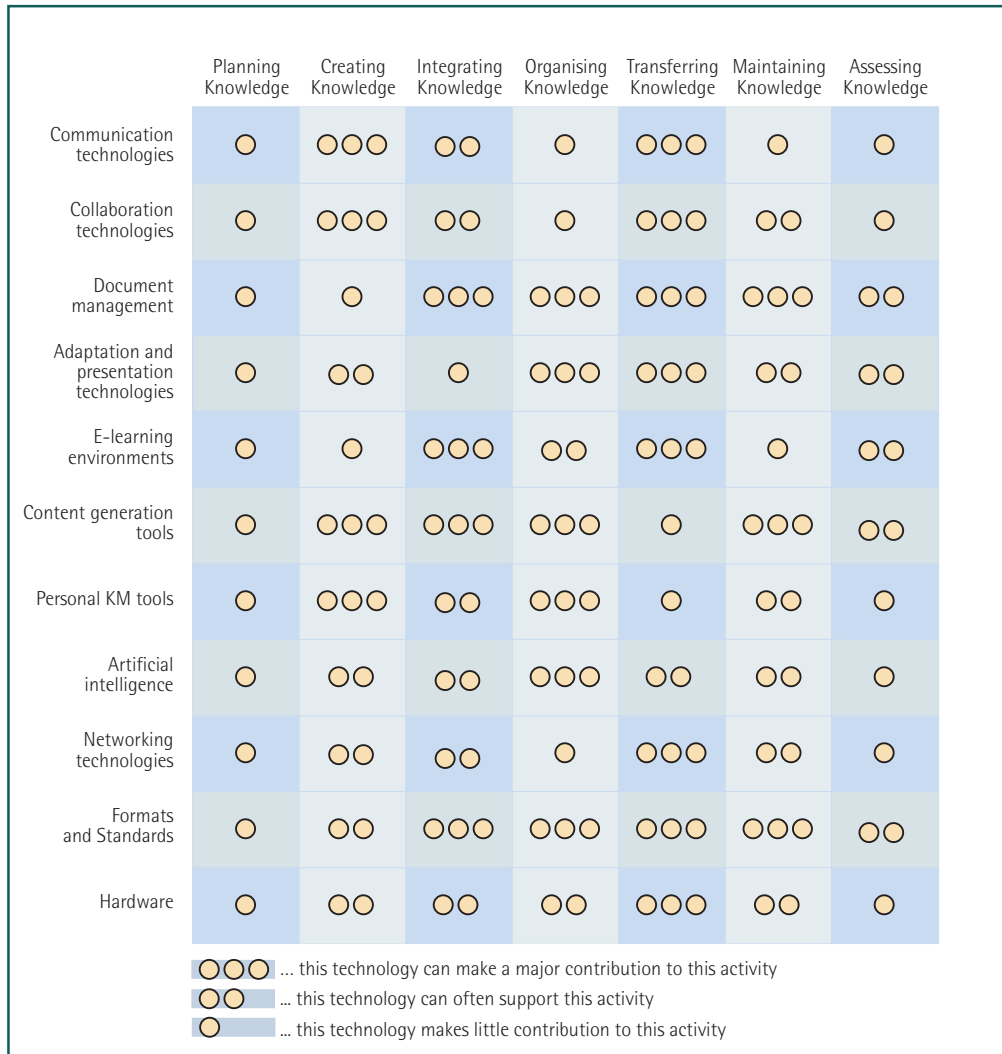 Planning
Knowledge
Creating
Knowledge
Integrating
Knowledge
Organising
Knowledge
Transferring
Knowledge
Maintaining
Knowledge
Assessing
Knowledge
Communication
technologies
Collaboration
technologies
Document
management
Adaptation and
presentation
technologies
E-learning
environments
Content generation
tools
Personal KM tools
Artificial
intelligence
Networking
technologies
Formats
and Standards
Hardware
... this technology can make a major contribution to this activity
... this technology can often support this activity
... this technology makes little contribution to this activity